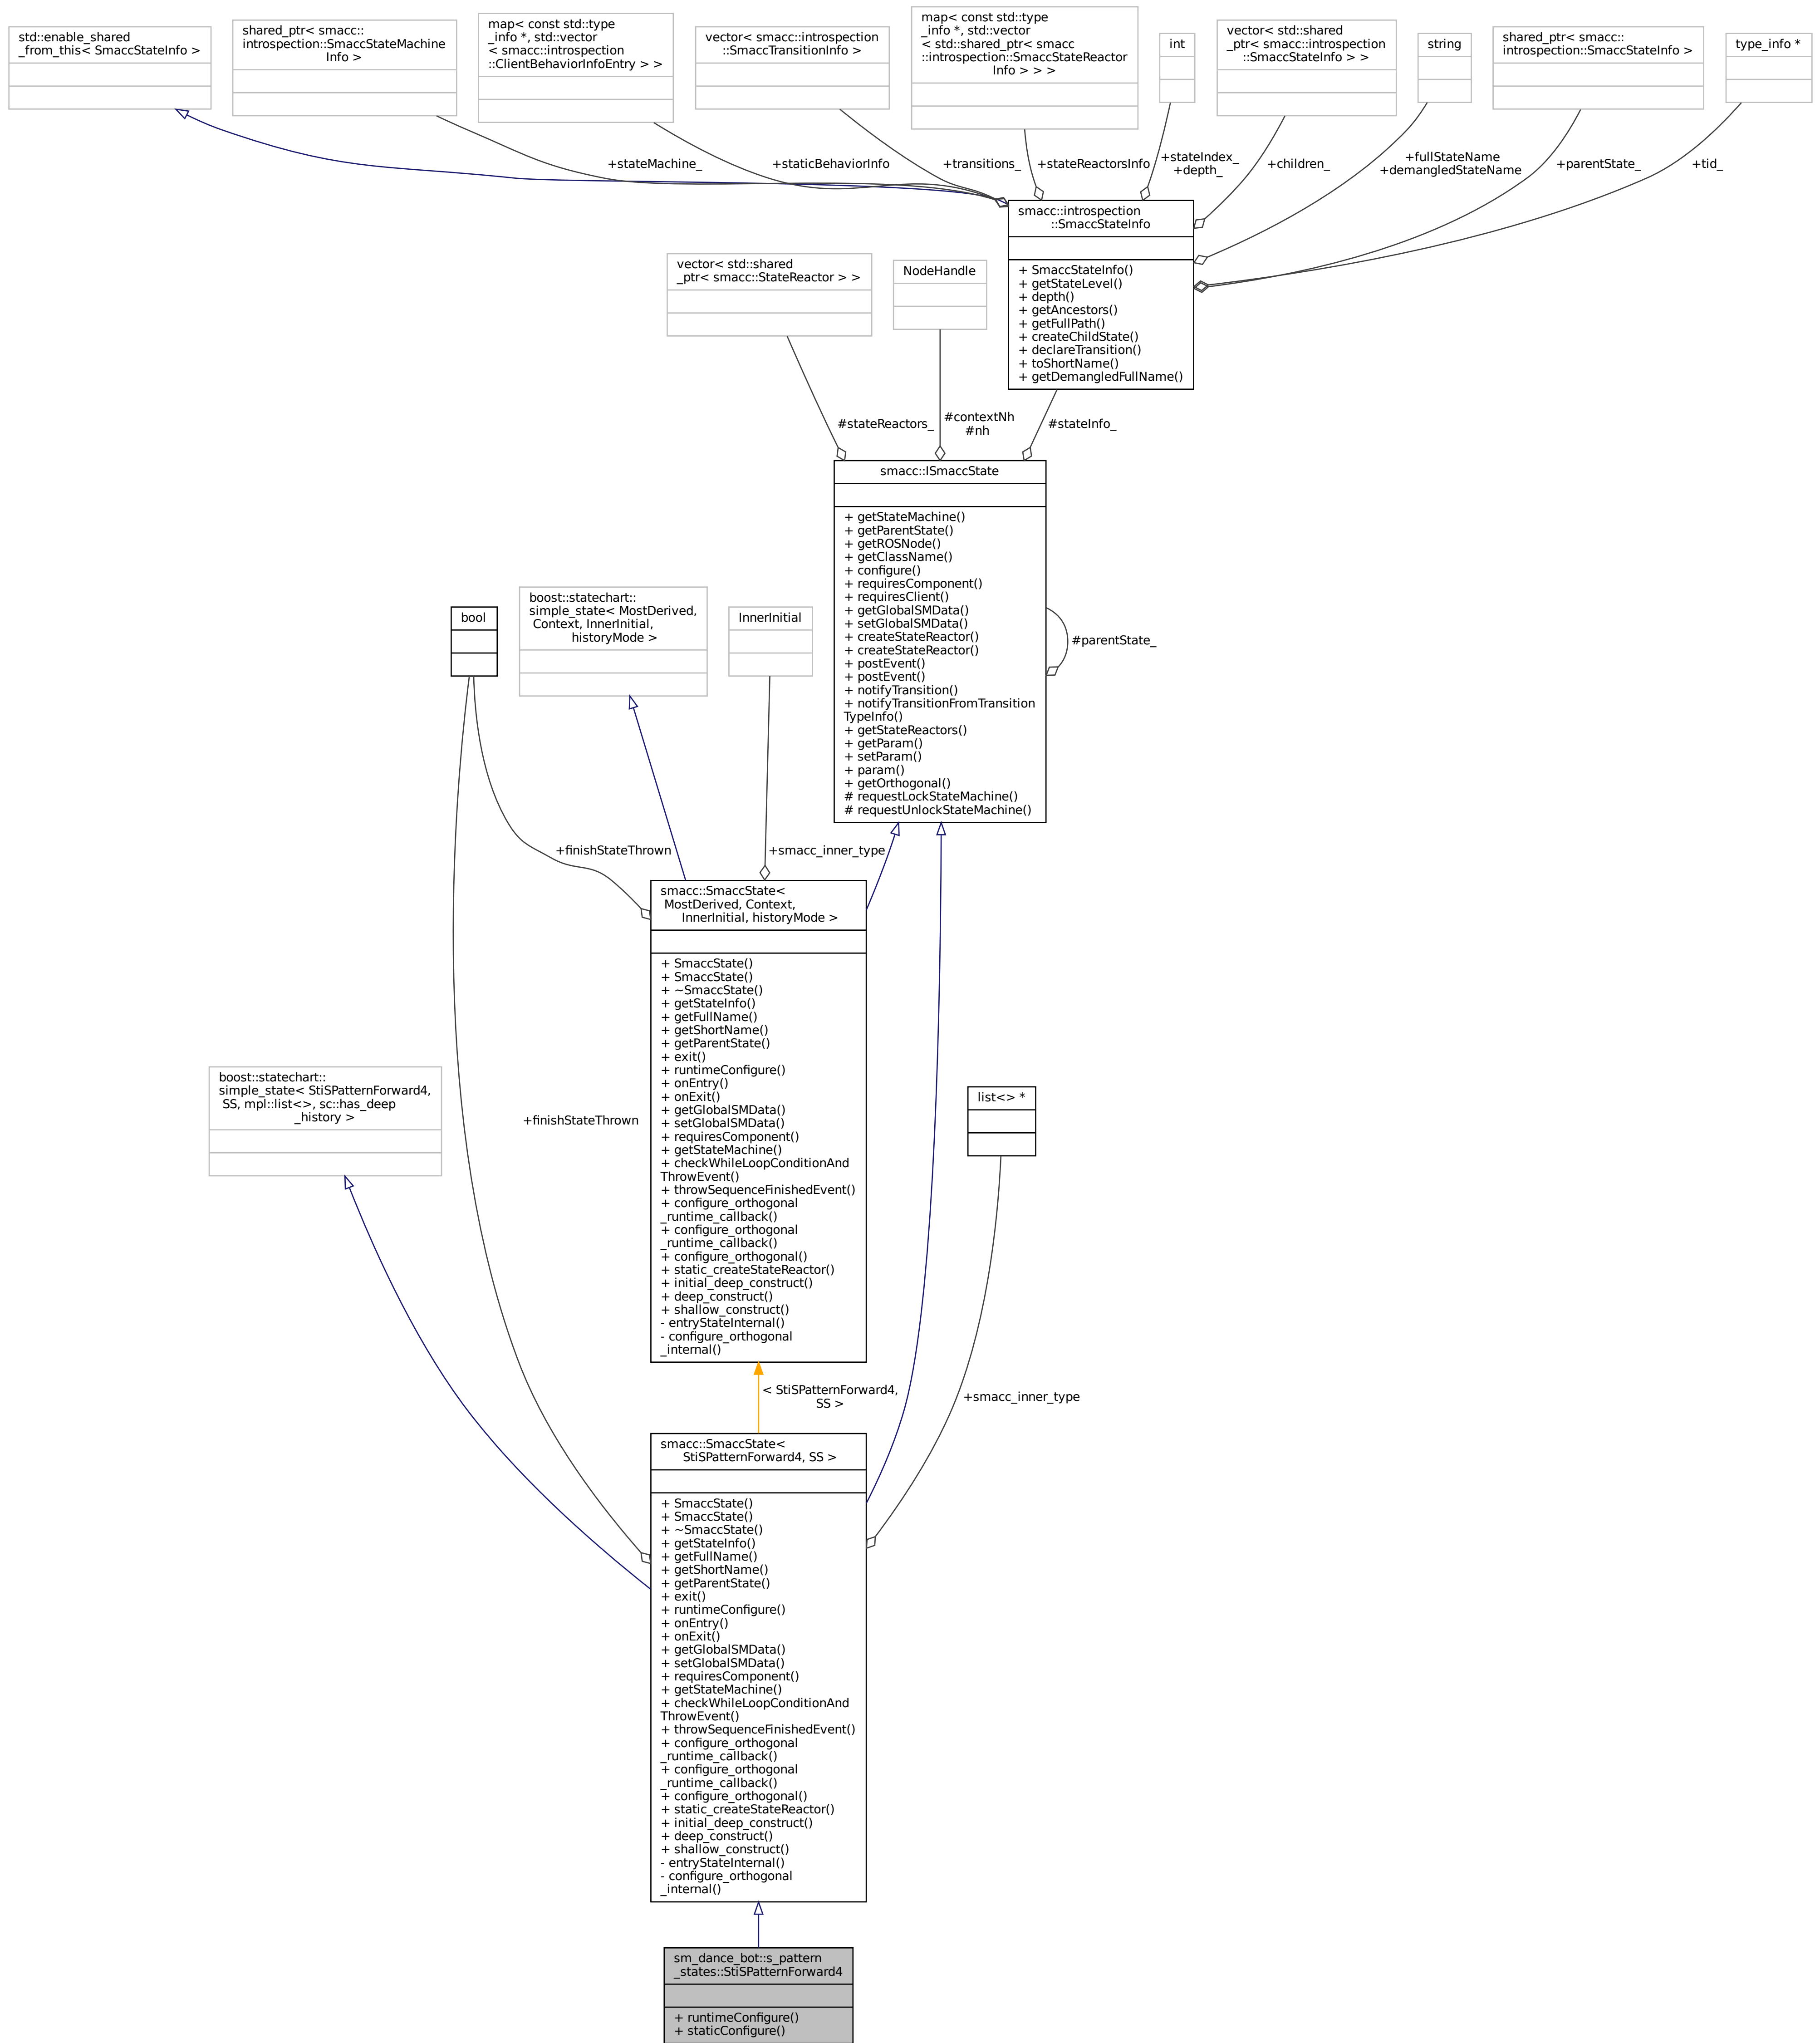 std::enable_shared
_from_this< SmaccStateInfo >
shared_ptr< smacc::
introspection::SmaccStateMachine
Info >
map< const std::type
_info *, std::vector
< smacc::introspection
::ClientBehaviorInfoEntry > >
vector< smacc::introspection
::SmaccTransitionInfo >
map< const std::type
_info *, std::vector
< std::shared_ptr< smacc
::introspection::SmaccStateReactor
Info > > >
int
vector< std::shared
_ptr< smacc::introspection
::SmaccStateInfo > >
string
shared_ptr< smacc::
introspection::SmaccStateInfo >
type_info *
+stateMachine_
+staticBehaviorInfo
+transitions_
+stateReactorsInfo
+stateIndex_
+depth_
+children_
+fullStateName
+demangledStateName
+parentState_
+tid_
smacc::introspection
::SmaccStateInfo
+ SmaccStateInfo()
+ getStateLevel()
+ depth()
+ getAncestors()
+ getFullPath()
+ createChildState()
+ declareTransition()
+ toShortName()
+ getDemangledFullName()
vector< std::shared
_ptr< smacc::StateReactor > >
NodeHandle
#stateReactors_
#contextNh
#nh
#stateInfo_
smacc::ISmaccState
+ getStateMachine()
+ getParentState()
+ getROSNode()
+ getClassName()
+ configure()
+ requiresComponent()
+ requiresClient()
+ getGlobalSMData()
+ setGlobalSMData()
+ createStateReactor()
+ createStateReactor()
+ postEvent()
+ postEvent()
+ notifyTransition()
+ notifyTransitionFromTransition
TypeInfo()
+ getStateReactors()
+ getParam()
+ setParam()
+ param()
+ getOrthogonal()
# requestLockStateMachine()
# requestUnlockStateMachine()
#parentState_
bool
boost::statechart::
simple_state< MostDerived,
Context, InnerInitial,
historyMode >
InnerInitial
+finishStateThrown
+smacc_inner_type
smacc::SmaccState<
MostDerived, Context,
InnerInitial, historyMode >
+ SmaccState()
+ SmaccState()
+ ~SmaccState()
+ getStateInfo()
+ getFullName()
+ getShortName()
+ getParentState()
+ exit()
+ runtimeConfigure()
+ onEntry()
+ onExit()
+ getGlobalSMData()
+ setGlobalSMData()
+ requiresComponent()
+ getStateMachine()
+ checkWhileLoopConditionAnd
ThrowEvent()
+ throwSequenceFinishedEvent()
+ configure_orthogonal
_runtime_callback()
+ configure_orthogonal
_runtime_callback()
+ configure_orthogonal()
+ static_createStateReactor()
+ initial_deep_construct()
+ deep_construct()
+ shallow_construct()
- entryStateInternal()
- configure_orthogonal
_internal()
boost::statechart::
simple_state< StiSPatternForward4,
SS, mpl::list<>, sc::has_deep
_history >
+finishStateThrown
list<> *
< StiSPatternForward4,
SS >
+smacc_inner_type
smacc::SmaccState<
StiSPatternForward4, SS >
+ SmaccState()
+ SmaccState()
+ ~SmaccState()
+ getStateInfo()
+ getFullName()
+ getShortName()
+ getParentState()
+ exit()
+ runtimeConfigure()
+ onEntry()
+ onExit()
+ getGlobalSMData()
+ setGlobalSMData()
+ requiresComponent()
+ getStateMachine()
+ checkWhileLoopConditionAnd
ThrowEvent()
+ throwSequenceFinishedEvent()
+ configure_orthogonal
_runtime_callback()
+ configure_orthogonal
_runtime_callback()
+ configure_orthogonal()
+ static_createStateReactor()
+ initial_deep_construct()
+ deep_construct()
+ shallow_construct()
- entryStateInternal()
- configure_orthogonal
_internal()
sm_dance_bot::s_pattern
_states::StiSPatternForward4
+ runtimeConfigure()
+ staticConfigure()